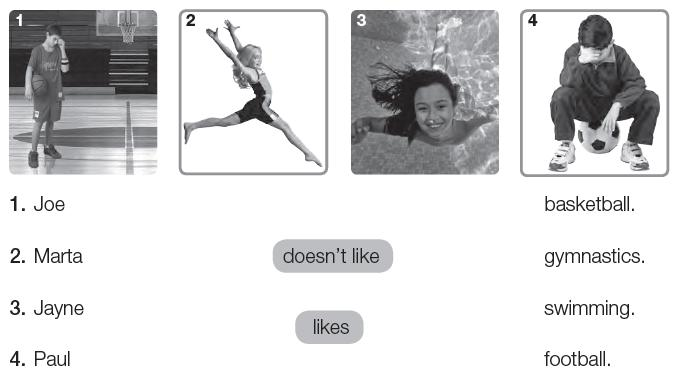 1 2 3 4
1. Joe basketball.
2. Marta doesn't like gymnastics.
3. Jayne swimming.
likes
4. Paul football.